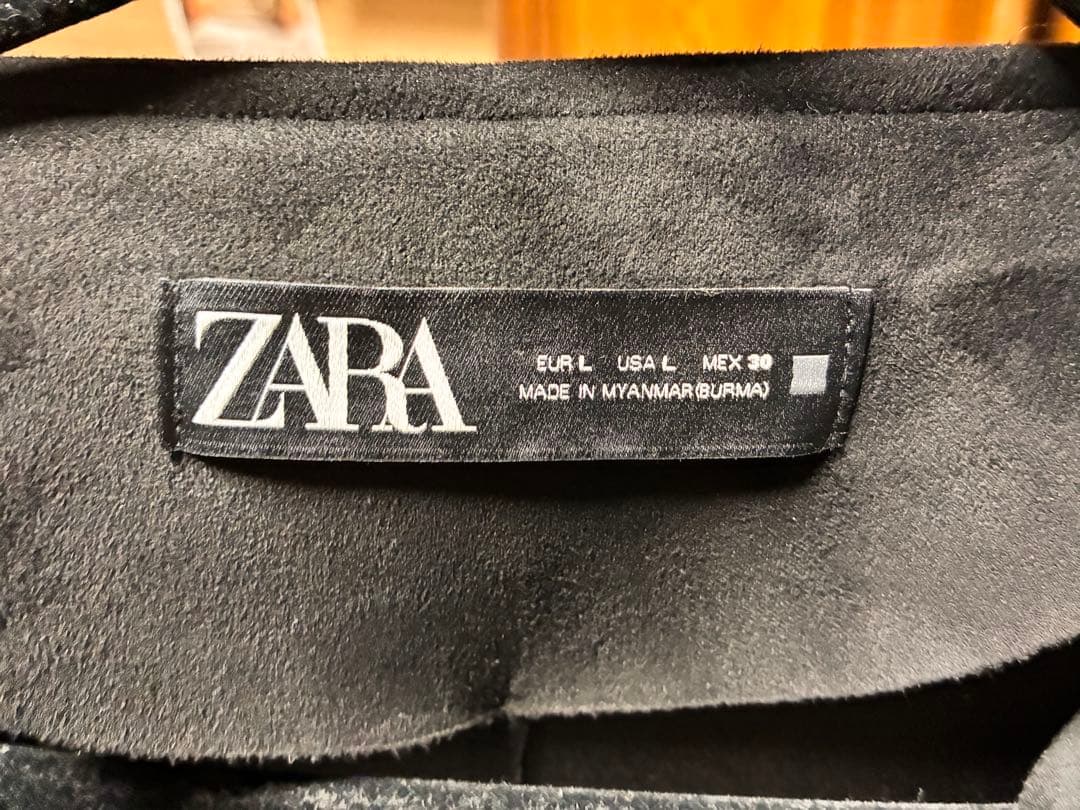 ZARA
EUR L USA L MEX 30
MADE IN MYANMAR(BURMA)